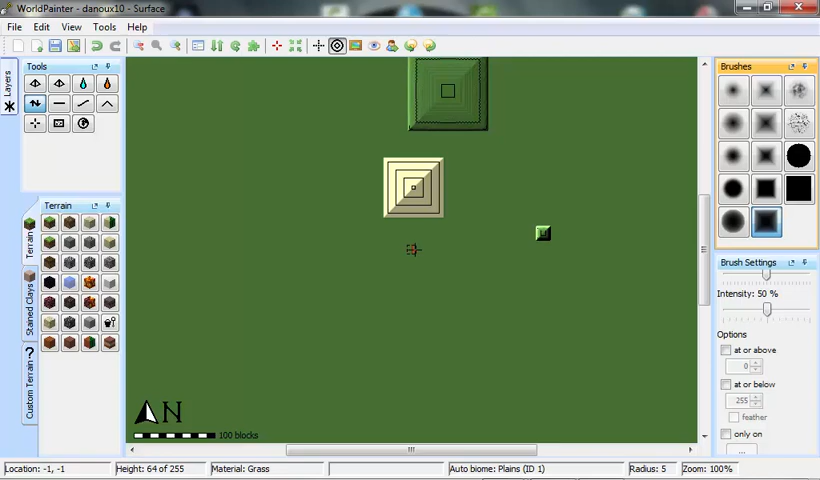 WorldPainter - danoux10 - Surface
File Edit View Tools Help
Layers
Tools
Terrain
Terrain
Stained Clays
Custom Terrain
?
N
100 blocks
Brushes
Brush Settings
Intensity: 50 %
Options
at or above
0
at or below
255
feather
only on
...
Location: -1, -1
Height: 64 of 255
Material: Grass
Auto biome: Plains (ID 1)
Radius: 5
Zoom: 100%